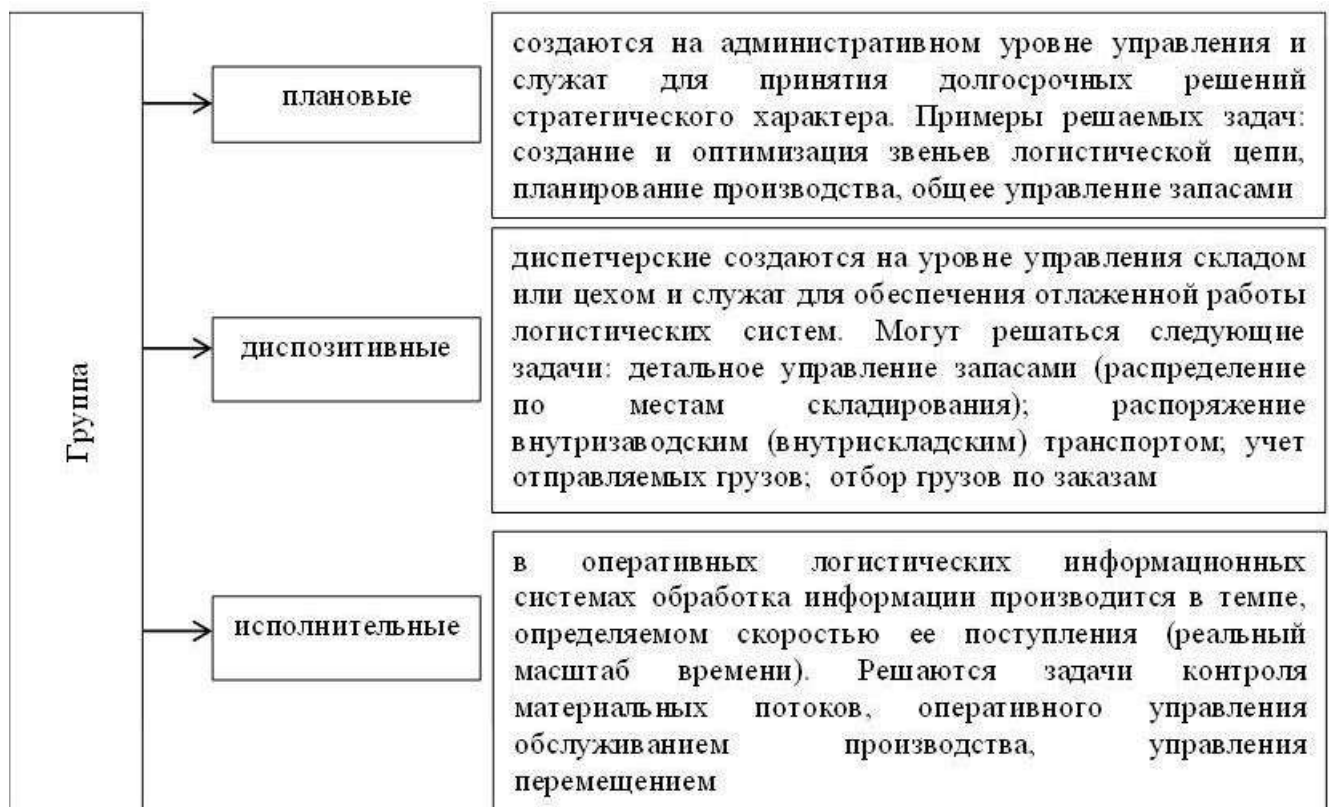 Группа
плановые
создаются на административном уровне управления и
служат для принятия долгосрочных решений
стратегического характера. Примеры решаемых задач:
создание и оптимизация звеньев логистической цепи,
планирование производства, общее управление запасами
диспозитивные
диспетчерские создаются на уровне управления складом
или цехом и служат для обеспечения отлаженной работы
логистических систем. Могут решаться следующие
задачи: детальное управление запасами (распределение
по местам складирования); распоряжение
внутризаводским (внутрискладским) транспортом; учет
отправляемых грузов; отбор грузов по заказам
исполнительные
в оперативных логистических информационных
системах обработка информации производится в темпе,
определяемом скоростью ее поступления (реальный
масштаб времени). Решаются задачи контроля
материальных потоков, оперативного управления
обслуживанием производства, управления
перемещением